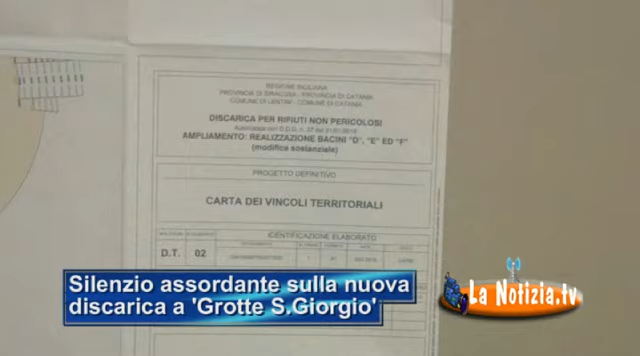 REGIONE SICILIANA
PROVINCIA DI SIRACUSA - PROVINCIA DI CATANIA
COMUNE DI LENTINI - COMUNE DI CATANIA
DISCARICA PER RIFIUTI NON PERICOLOSI
AMPLIAMENTO: REALIZZAZIONE BACINI "D", "E" ED "F"
(modifica sostanziale)
PROGETTO DEFINITIVO
CARTA DEI VINCOLI TERRITORIALI
IDENTIFICAZIONE ELABORATO
D.T. 02
Silenzio assordante sulla nuova
discarica a 'Grotte S.Giorgio'
La Notizia.tv